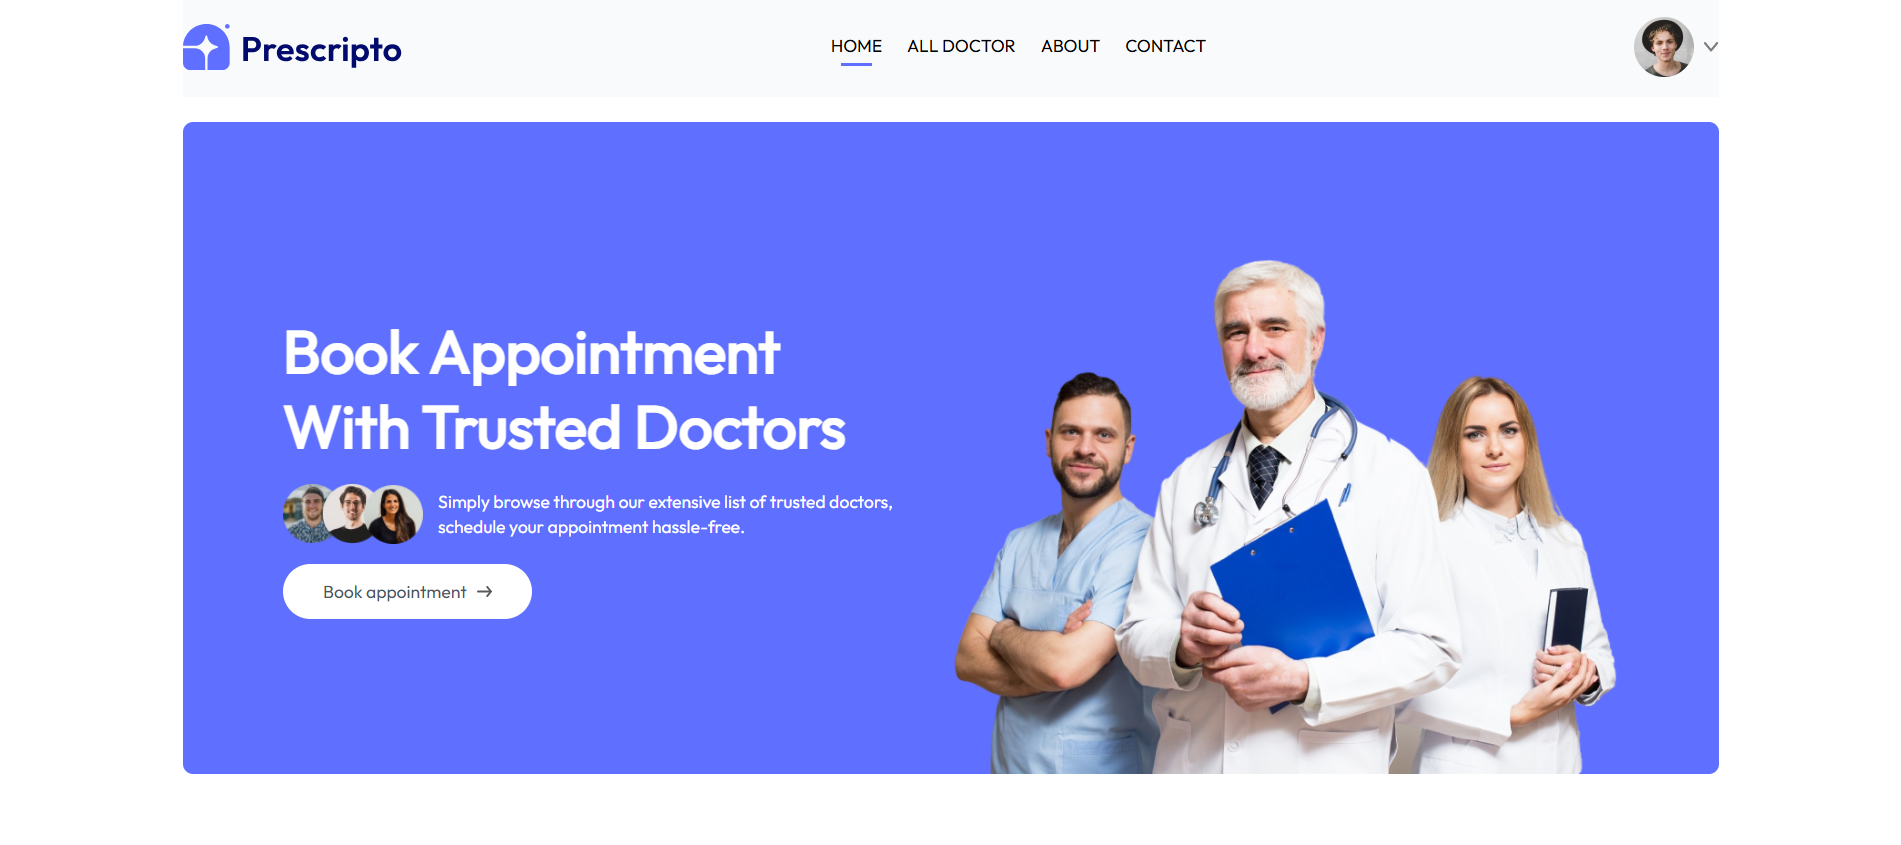 Prescripto
HOME
ALL DOCTOR
ABOUT
CONTACT
Book Appointment
With Trusted Doctors
Simply browse through our extensive list of trusted doctors,
schedule your appointment hassle-free.
Book appointment